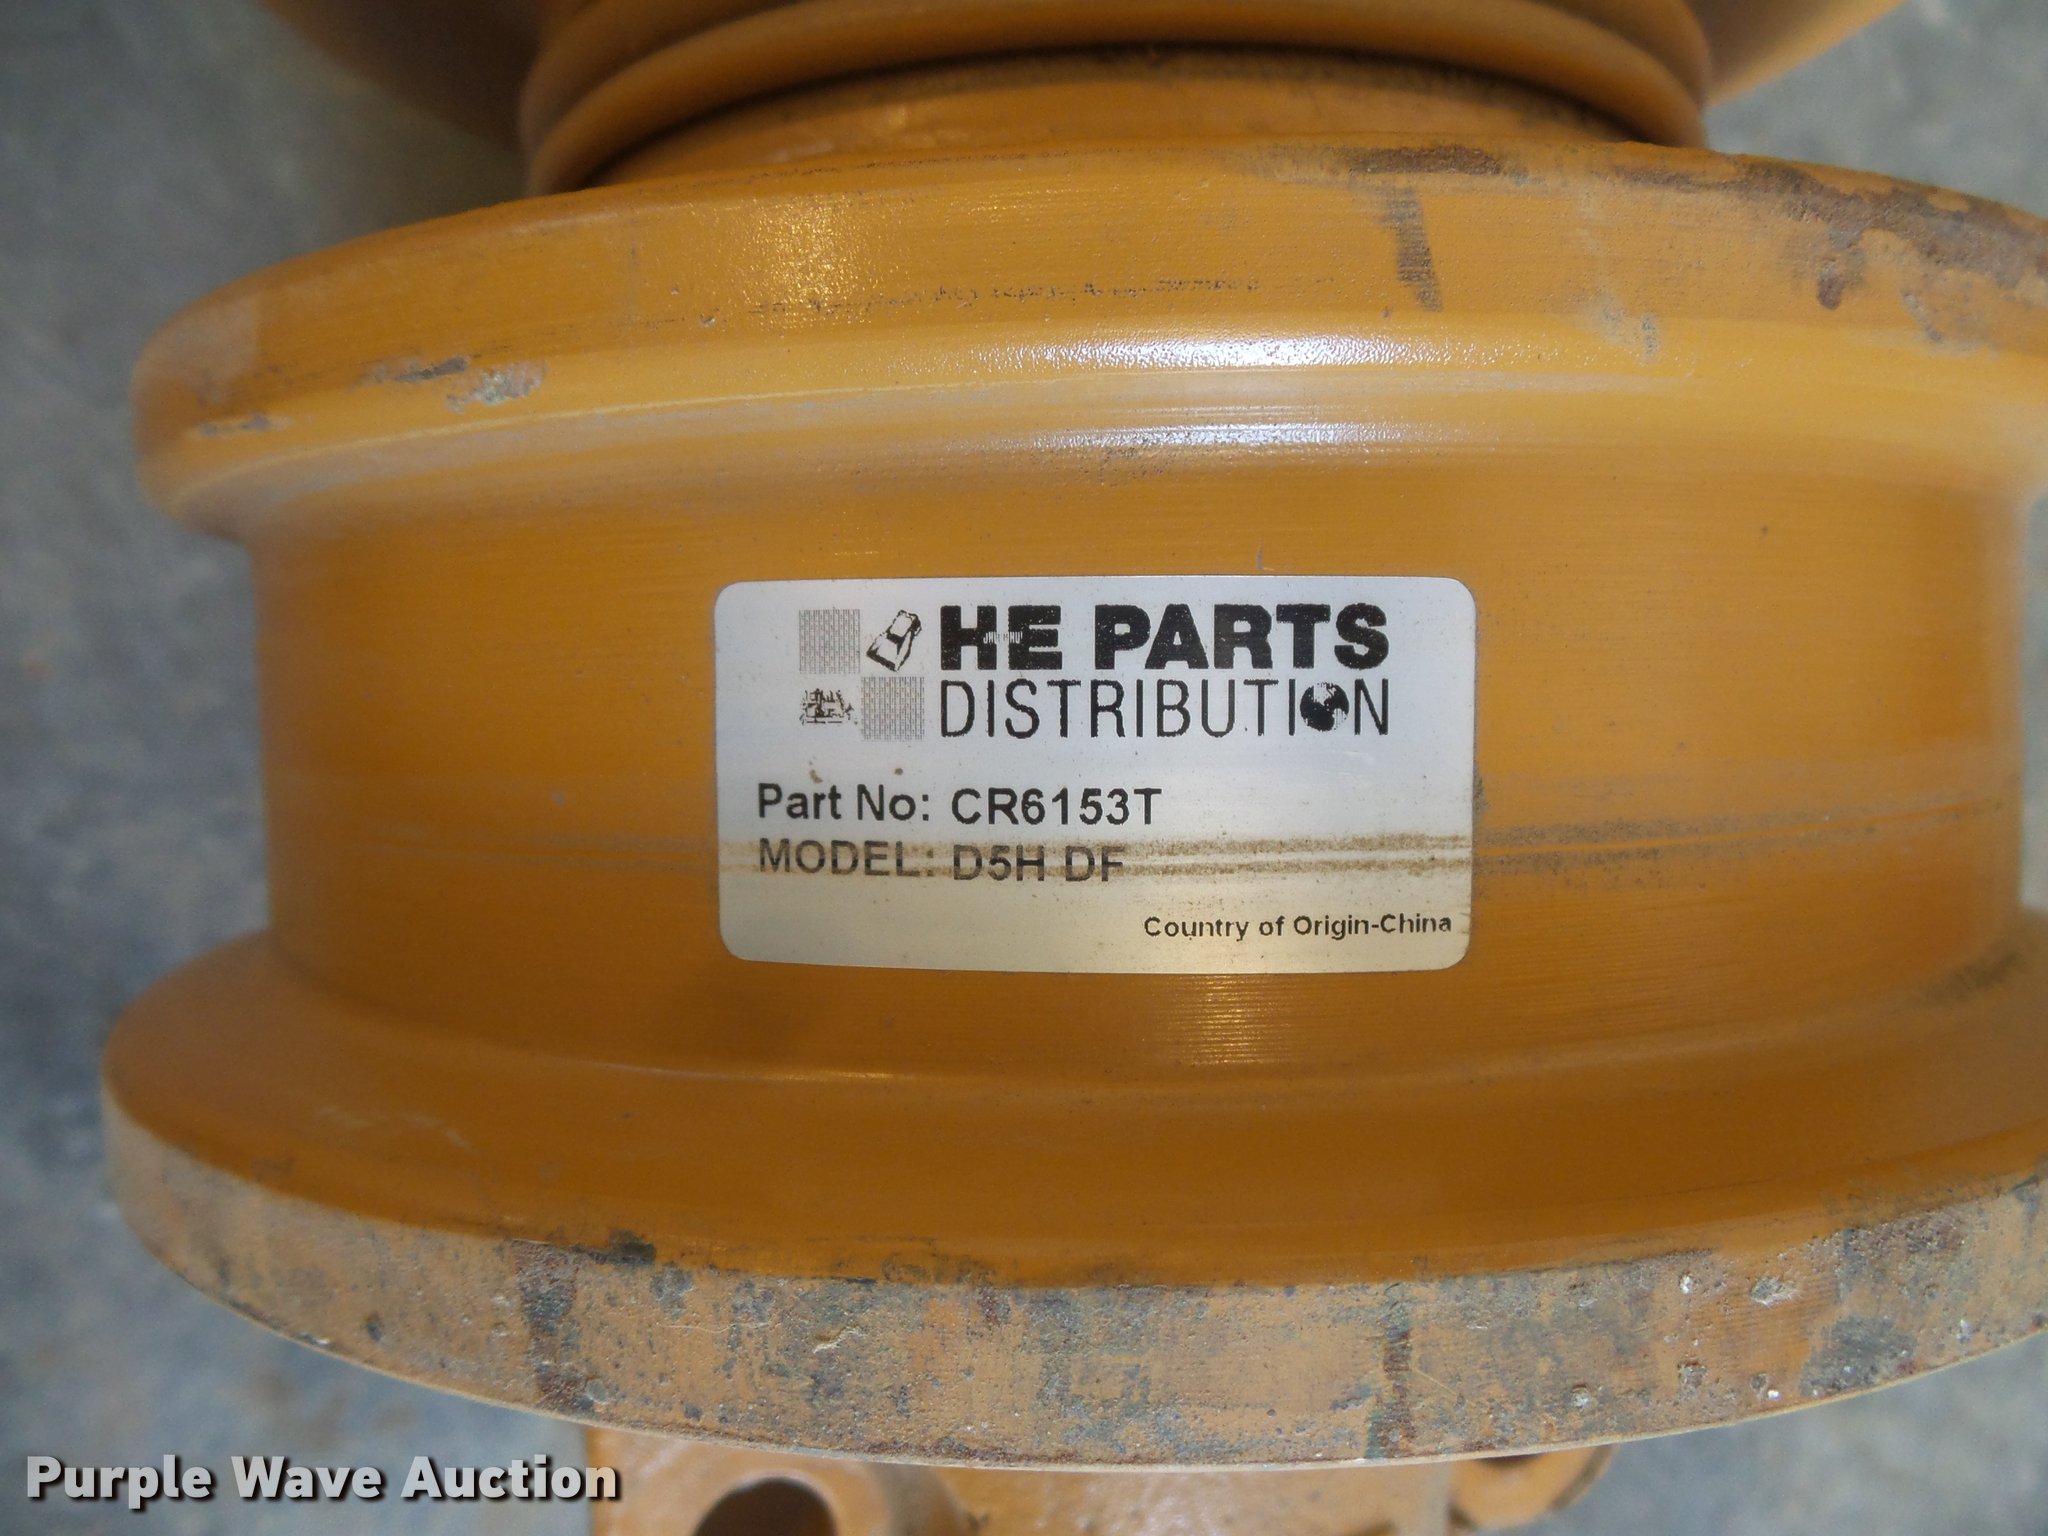 HE PARTS
DISTRIBUTION
Part No: CR6153T
MODEL: D5H DF
Country of Origin-China
Purple Wave Auction